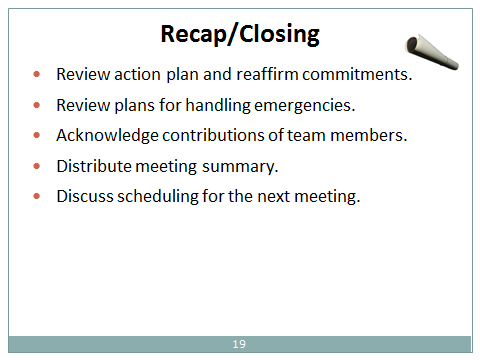 Recap/Closing
• Review action plan and reaffirm commitments.
• Review plans for handling emergencies.
• Acknowledge contributions of team members.
• Distribute meeting summary.
• Discuss scheduling for the next meeting.
19